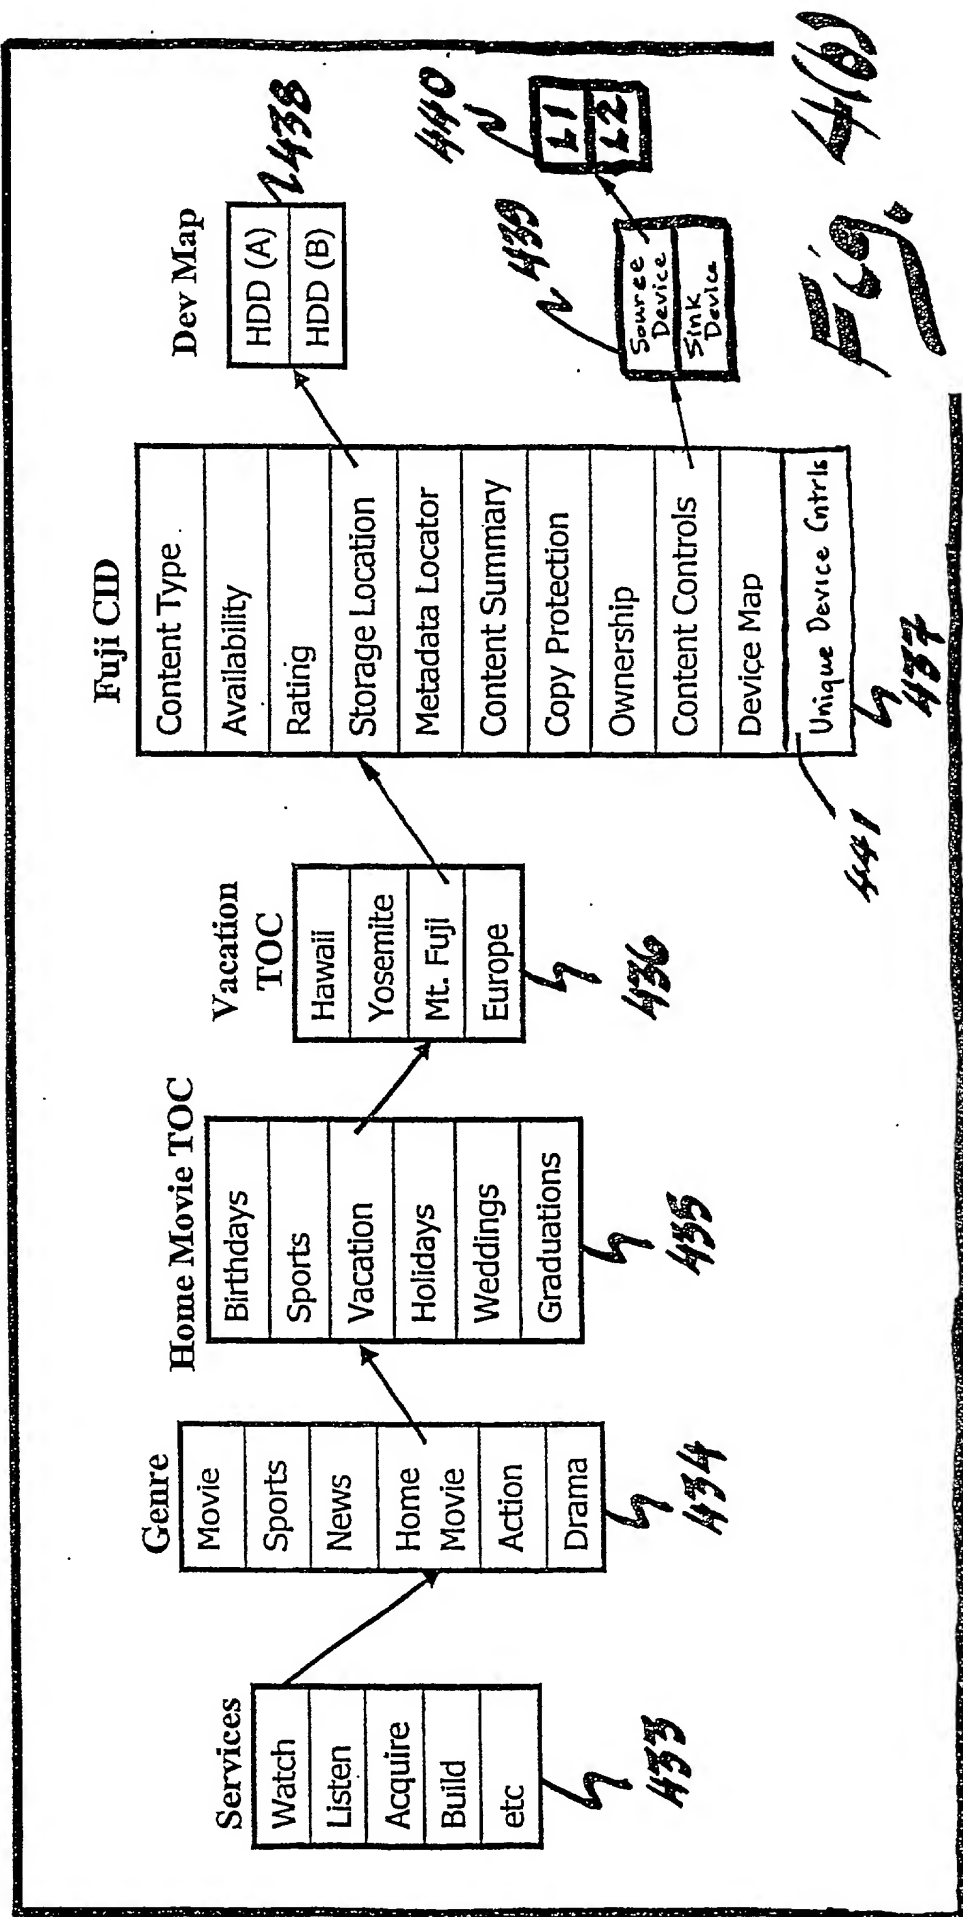 Services
Watch
Listen
Acquire
Build
etc
433
Genre
Movie
Sports
News
Home
Movie
Action
Drama
434
Home Movie TOC
Birthdays
Sports
Vacation
Holidays
Weddings
Graduations
435
Vacation
TOC
Hawaii
Yosemite
Mt. Fuji
Europe
436
Fuji CID
Content Type
Availability
Rating
Storage Location
Metadata Locator
Content Summary
Copy Protection
Ownership
Content Controls
Device Map
Unique Device Cntrls
441
437
Dev Map
HDD (A)
HDD (B)
438
439
Source
Device
Sink
Device
440
L1
L2
Fig. 4(b)